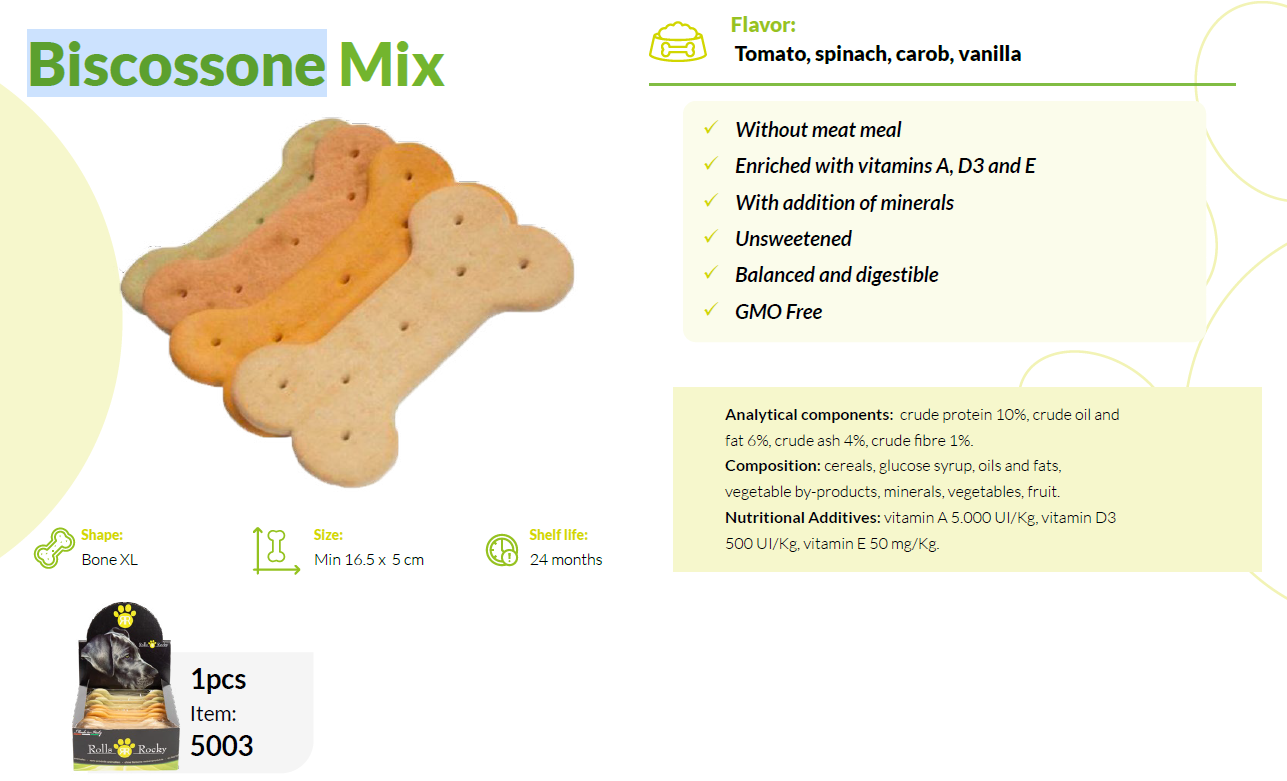 Biscossone Mix
Flavor:
Tomato, spinach, carob, vanilla
Without meat meal
Enriched with vitamins A, D3 and E
With addition of minerals
Unsweetened
Balanced and digestible
GMO Free
Analytical components: crude protein 10%, crude oil and
fat 6%, crude ash 4%, crude fibre 1%.
Composition: cereals, glucose syrup, oils and fats,
vegetable by-products, minerals, vegetables, fruit.
Nutritional Additives: vitamin A 5.000 UI/Kg, vitamin D3
500 UI/Kg, vitamin E 50 mg/Kg.
Shape:
Bone XL
Size:
Min 16.5 x 5 cm
Shelf life:
24 months
Rolls Rocky
Rolls Rocky
1pcs
Item:
5003